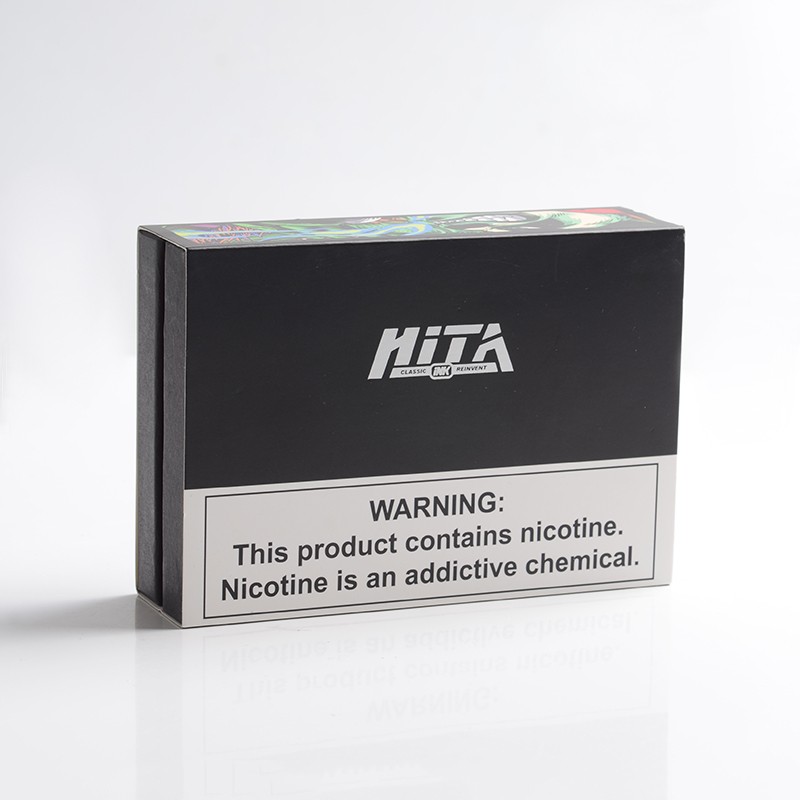 HiTA
CLASSIC INK REINVENT
WARNING:
This product contains nicotine.
Nicotine is an addictive chemical.